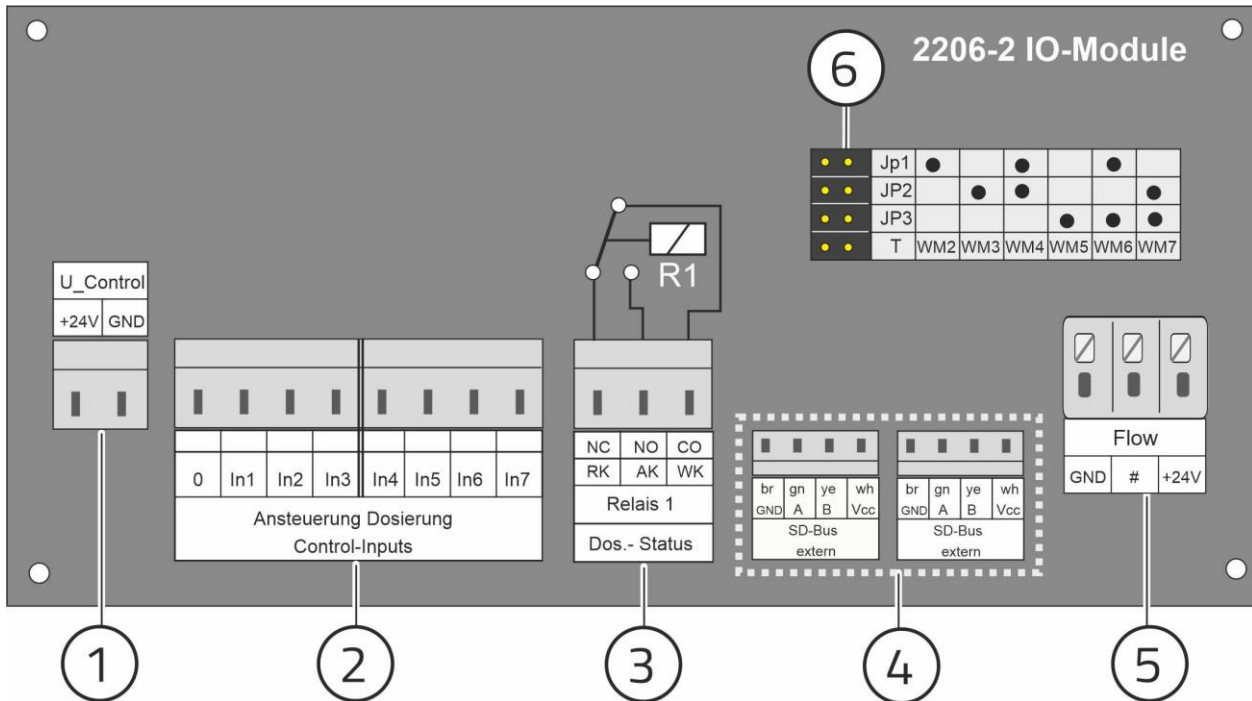 2206-2 IO-Module
6
Jp1
JP2
JP3
T WM2 WM3 WM4 WM5 WM6 WM7
R1
U_Control
+24V GND
0 In1 In2 In3 In4 In5 In6 In7
Ansteuerung Dosierung
Control-Inputs
NC NO CO
RK AK WK
Relais 1
Dos.- Status
br gn ye wh
GND A B Vcc
SD-Bus
extern
br gn ye wh
GND A B Vcc
SD-Bus
extern
Flow
GND # +24V
1 2 3 4 5